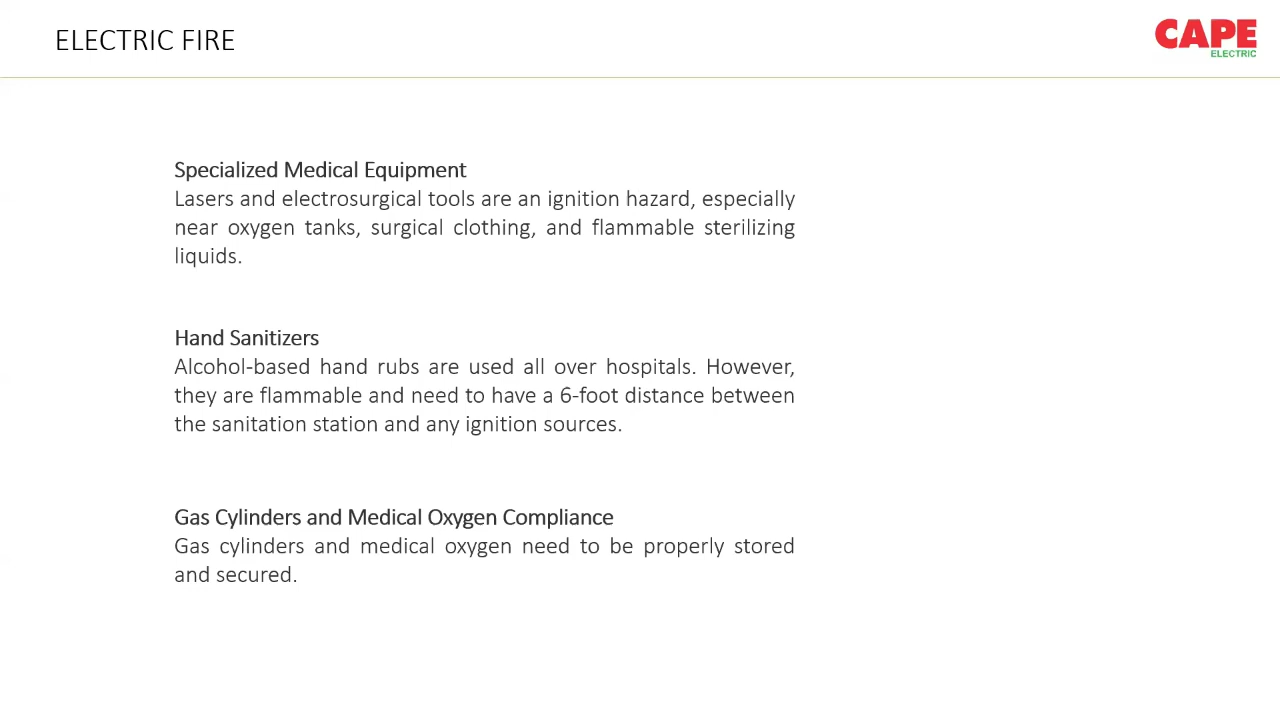 ELECTRIC FIRE
CAPE
ELECTRIC
Specialized Medical Equipment
Lasers and electrosurgical tools are an ignition hazard, especially
near oxygen tanks, surgical clothing, and flammable sterilizing
liquids.
Hand Sanitizers
Alcohol-based hand rubs are used all over hospitals. However,
they are flammable and need to have a 6-foot distance between
the sanitation station and any ignition sources.
Gas Cylinders and Medical Oxygen Compliance
Gas cylinders and medical oxygen need to be properly stored
and secured.